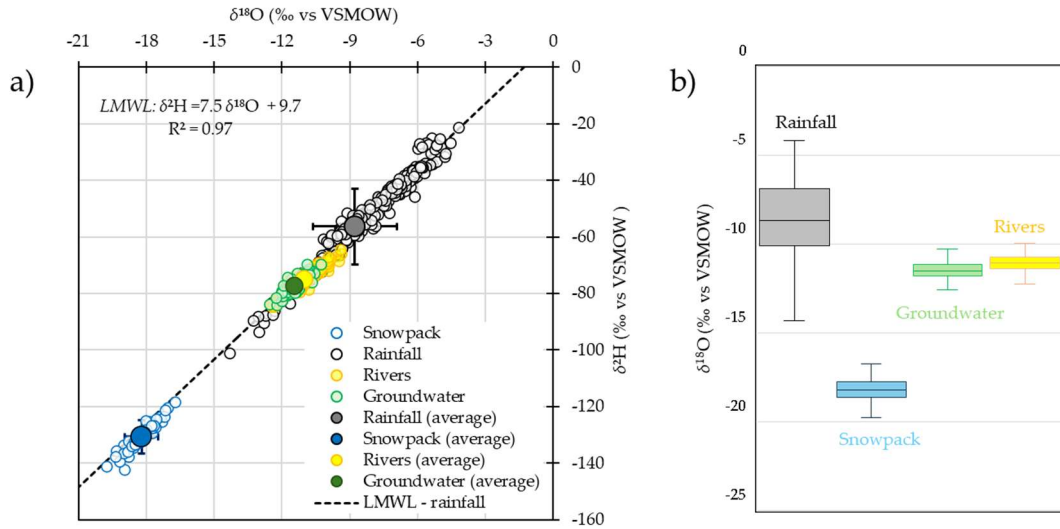 δ¹⁸O (‰ vs VSMOW)
-21 -18 -15 -12 -9 -6 -3 0
a)
LMWL: δ²H =7.5 δ¹⁸O + 9.7
R² = 0.97
0
-20
-40
-60
-80
-100
-120
-140
-160
δ²H (‰ vs VSMOW)
Snowpack
Rainfall
Rivers
Groundwater
Rainfall (average)
Snowpack (average)
Rivers (average)
Groundwater (average)
LMWL - rainfall
b)
0
-5
-10
-15
-20
-25
δ¹⁸O (‰ vs VSMOW)
Rainfall
Rivers
Groundwater
Snowpack